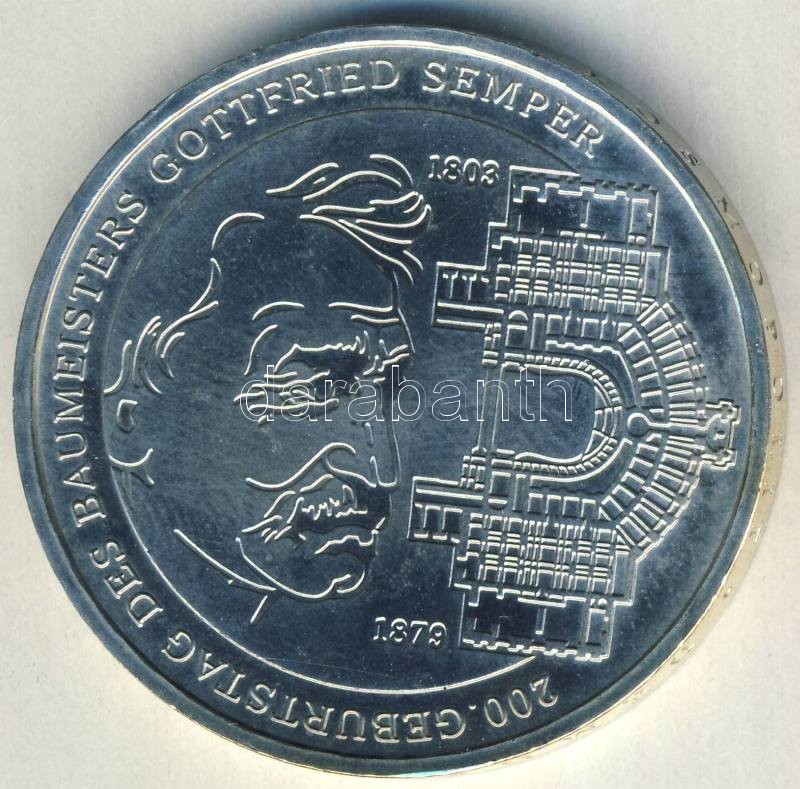 200. GEBURTSTAG DES BAUMEISTERS GOTTFRIED SEMPER
1803
1879
darabanth